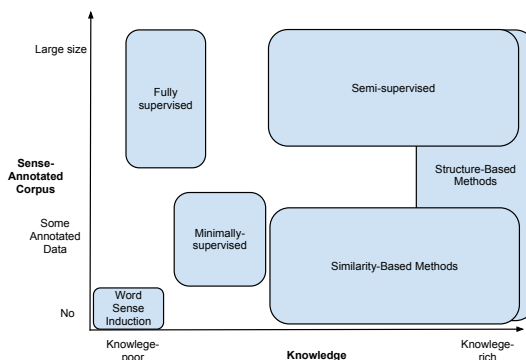 Large size
Fully
supervised
Semi-supervised
Sense-
Annotated
Corpus
Structure-Based
Methods
Some
Annotated
Data
Minimally-
supervised
Similarity-Based Methods
No
Word
Sense
Induction
Knowlege-
poor
Knowledge
Knowlege-
rich